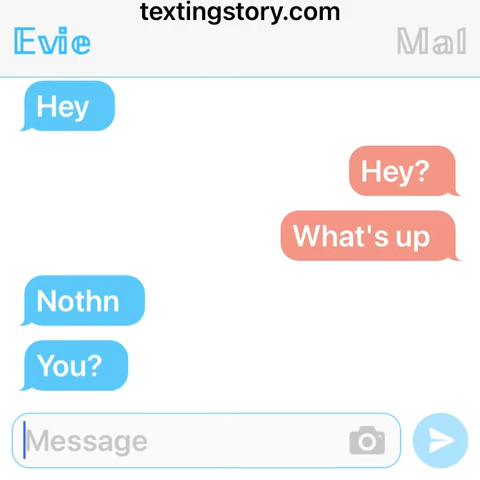 textingstory.com
Evie Mal
Hey
Hey?
What's up
Nothn
You?
Message